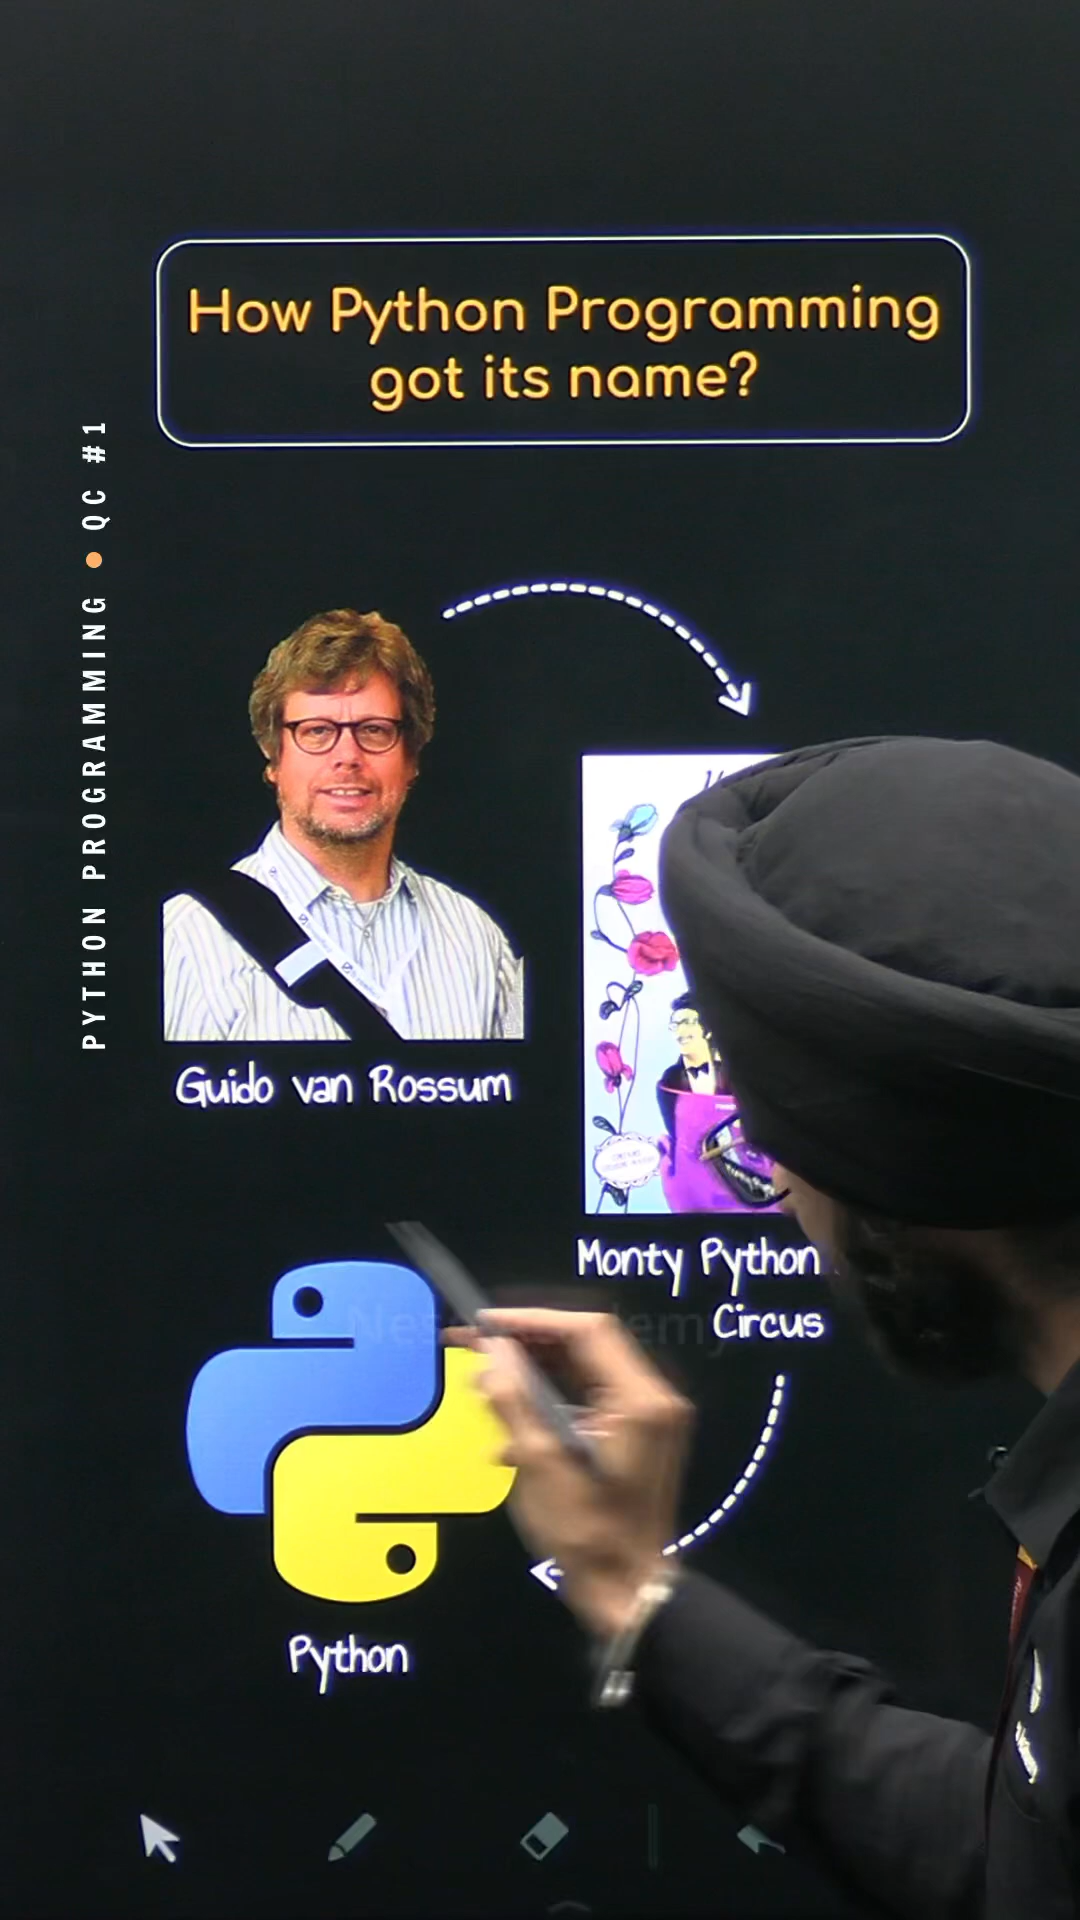 How Python Programming
got its name?
PYTHON PROGRAMMING • QC #1
Guido van Rossum
Monty Python
Circus
Python